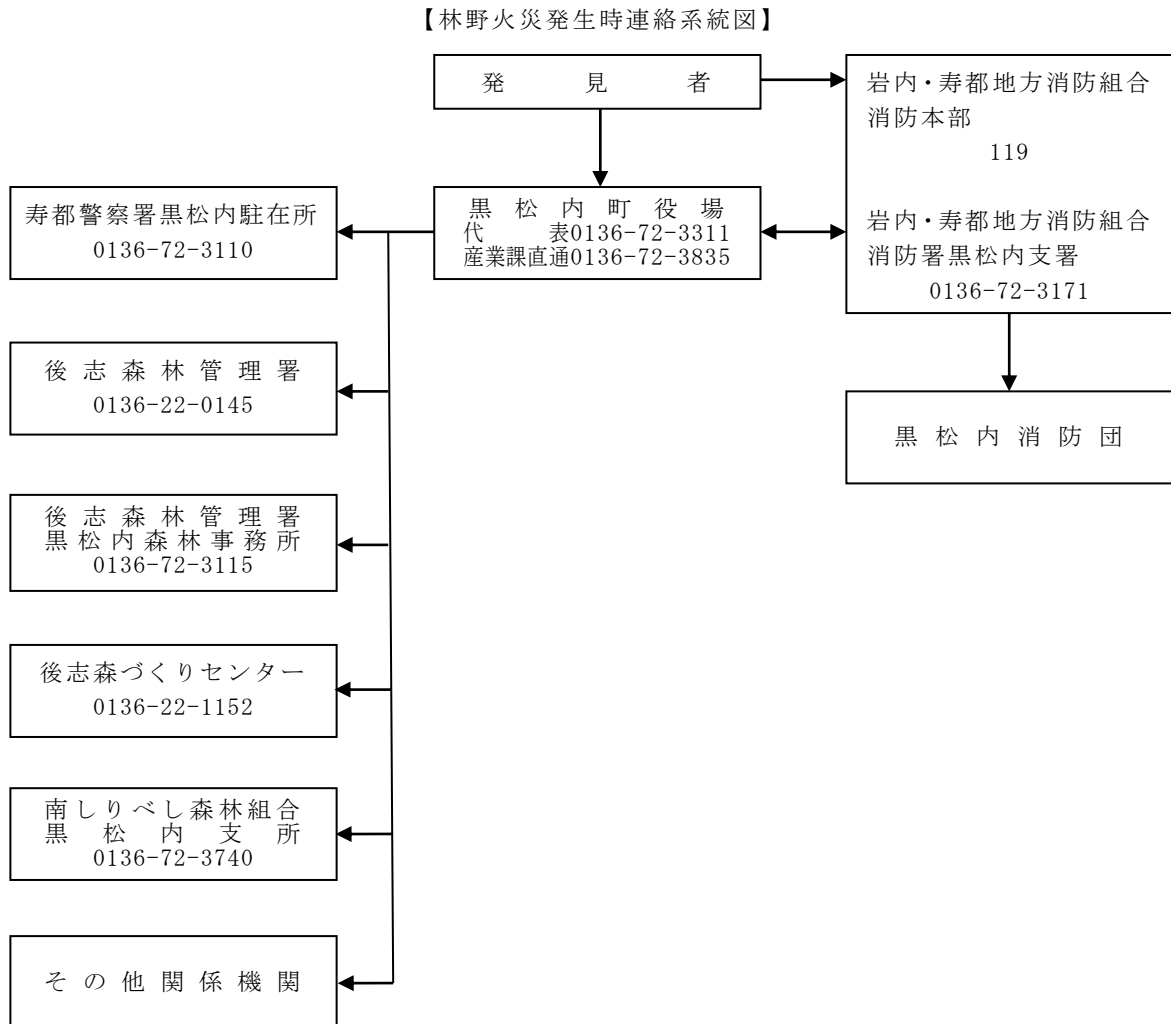 【林野火災発生時連絡系統図】
発見者
岩内・寿都地方消防組合
消防本部
119
岩内・寿都地方消防組合
消防署黒松内支署
0136-72-3171
黒松内町役場
代表0136-72-3311
産業課直通0136-72-3835
寿都警察署黒松内駐在所
0136-72-3110
後志森林管理署
0136-22-0145
黒松内消防団
後志森林管理署
黒松内森林事務所
0136-72-3115
後志森づくりセンター
0136-22-1152
南しりべし森林組合
黒松内支所
0136-72-3740
その他関係機関